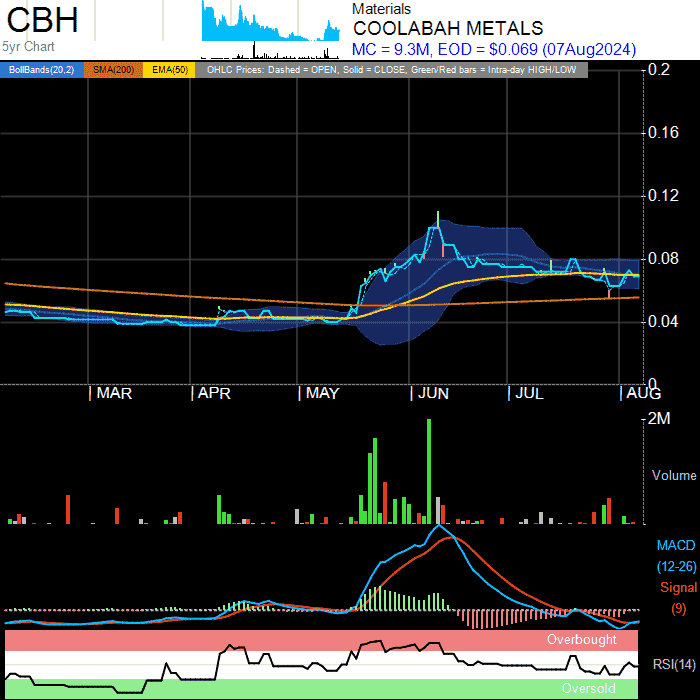 CBH
5yr Chart
Materials
COOLABAH METALS
MC = 9.3M, EOD = $0.069 (07Aug2024)
BollBands(20,2) SMA(200) EMA(50) OHLC Prices: Dashed = OPEN, Solid = CLOSE, Green/Red bars = Intra-day HIGH/LOW
0.2
0.16
0.12
0.08
0.04
0
| MAR | APR | MAY | JUN | JUL | AUG
2M
Volume
MACD
(12-26)
Signal
(9)
Overbought
RSI(14)
Oversold